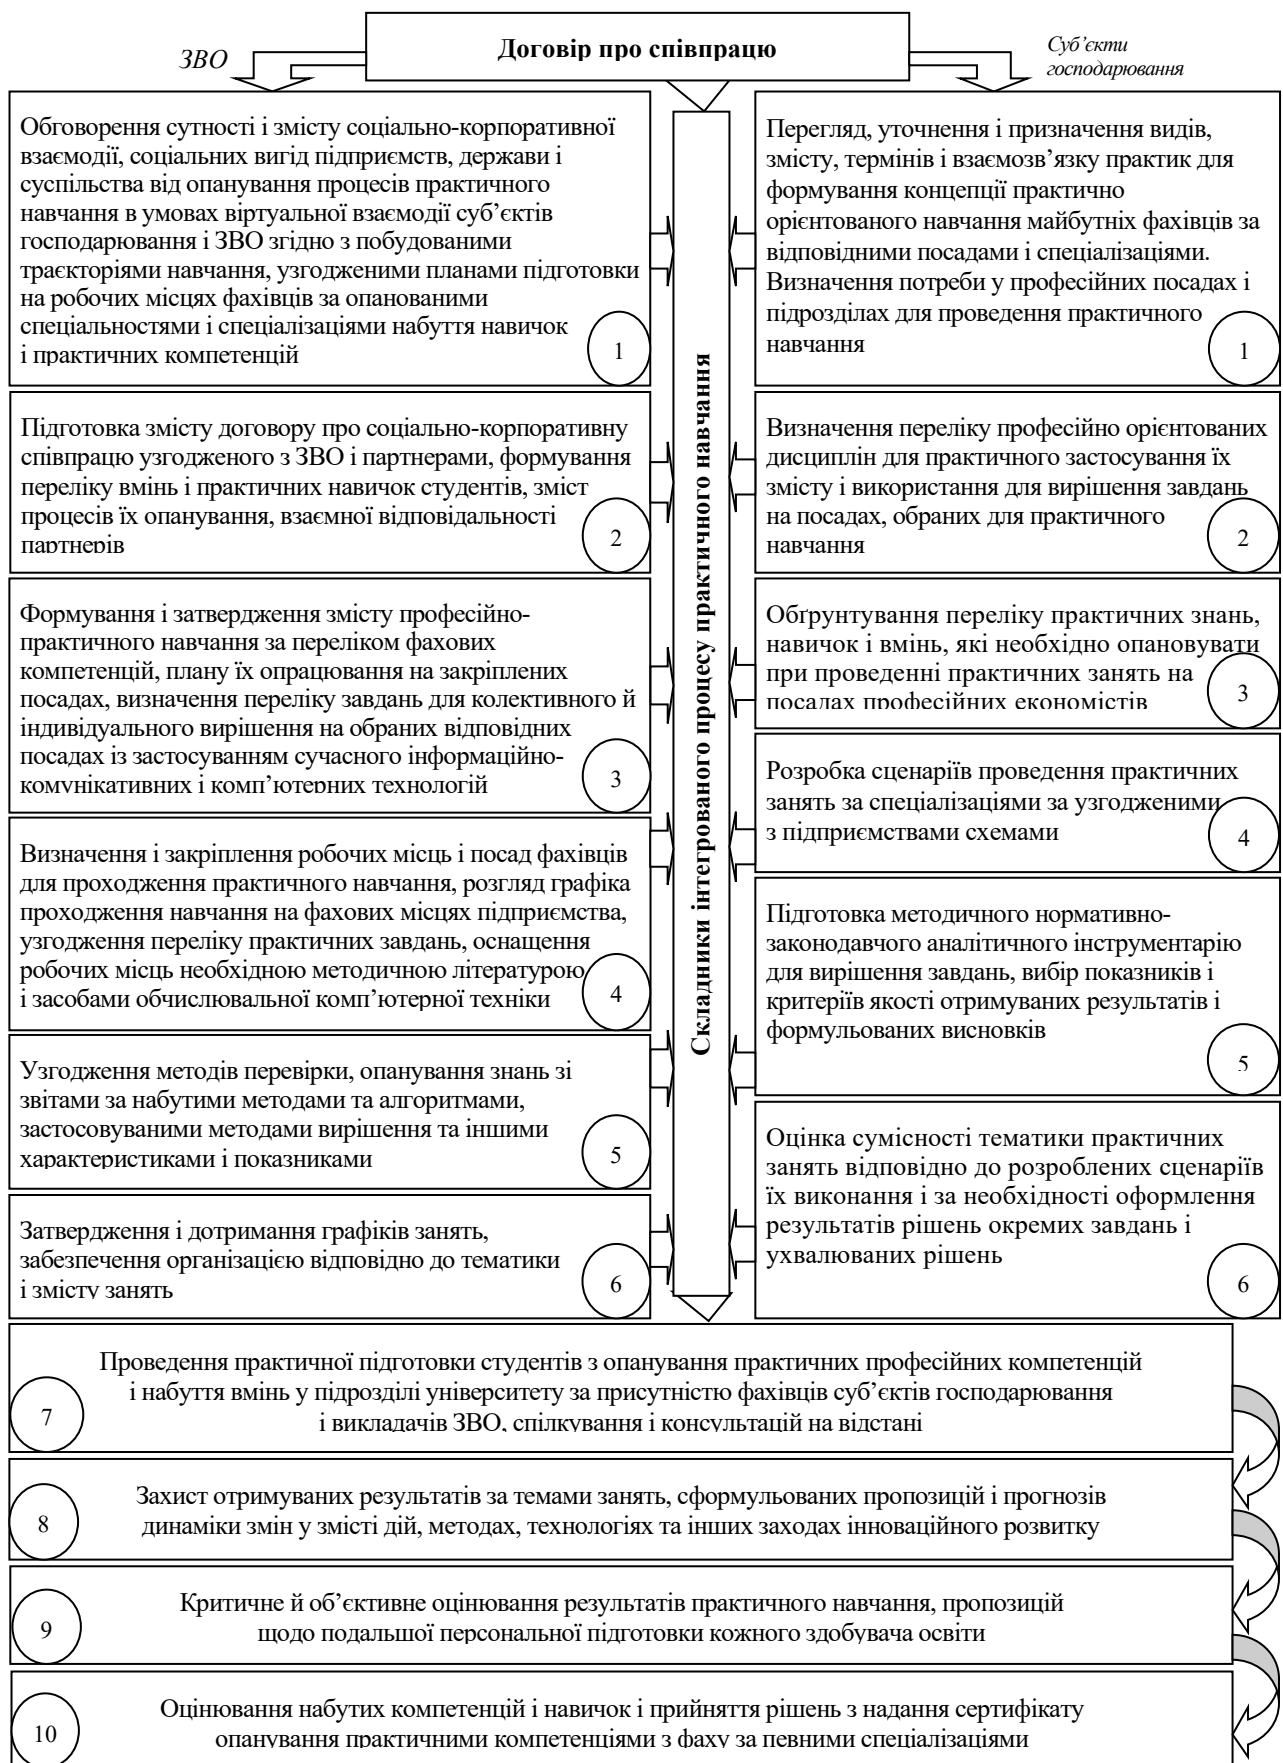 Договір про співпрацю
ЗВО
Суб’єкти
господарювання
Обговорення сутності і змісту соціально-корпоративної
взаємодії, соціальних вигід підприємств, держави і
суспільства від опанування процесів практичного
навчання в умовах віртуальної взаємодії суб’єктів
господарювання і ЗВО згідно з побудованими
траєкторіями навчання, узгодженими планами підготовки
на робочих місцях фахівців за опанованими
спеціальностями і спеціалізаціями набуття навичок
і практичних компетенцій
1
Підготовка змісту договору про соціально-корпоративну
співпрацю узгодженого з ЗВО і партнерами, формування
переліку вмінь і практичних навичок студентів, зміст
процесів їх опанування, взаємної відповідальності
партнерів
2
Формування і затвердження змісту професійно-
практичного навчання за переліком фахових
компетенцій, плану їх опрацювання на закріплених
посадах, визначення переліку завдань для колективного й
індивідуального вирішення на обраних відповідних
посадах із застосуванням сучасного інформаційно-
комунікативних і комп’ютерних технологій
3
Визначення і закріплення робочих місць і посад фахівців
для проходження практичного навчання, розгляд графіка
проходження навчання на фахових місцях підприємства,
узгодження переліку практичних завдань, оснащення
робочих місць необхідною методичною літературою
і засобами обчислювальної комп’ютерної техніки
4
Узгодження методів перевірки, опанування знань зі
звітами за набутими методами та алгоритмами,
застосовуваними методами вирішення та іншими
характеристиками і показниками
5
Затвердження і дотримання графіків занять,
забезпечення організацією відповідно до тематики
і змісту занять
6
Складники інтегрованого процесу практичного навчання
Перегляд, уточнення і призначення видів,
змісту, термінів і взаємозв’язку практик для
формування концепції практично
орієнтованого навчання майбутніх фахівців за
відповідними посадами і спеціалізаціями.
Визначення потреби у професійних посадах і
підрозділах для проведення практичного
навчання
1
Визначення переліку професійно орієнтованих
дисциплін для практичного застосування їх
змісту і використання для вирішення завдань
на посадах, обраних для практичного
навчання
2
Обґрунтування переліку практичних знань,
навичок і вмінь, які необхідно опановувати
при проведенні практичних занять на
посадах професійних економістів
3
Розробка сценаріїв проведення практичних
занять за спеціалізаціями за узгодженими
з підприємствами схемами
4
Підготовка методичного нормативно-
законодавчого аналітичного інструментарію
для вирішення завдань, вибір показників і
критеріїв якості отримуваних результатів і
формульованих висновків
5
Оцінка сумісності тематики практичних
занять відповідно до розроблених сценаріїв
їх виконання і за необхідності оформлення
результатів рішень окремих завдань і
ухвалюваних рішень
6
Проведення практичної підготовки студентів з опанування практичних професійних компетенцій
і набуття вмінь у підрозділі університету за присутністю фахівців суб’єктів господарювання
і викладачів ЗВО, спілкування і консультацій на відстані
7
Захист отримуваних результатів за темами занять, сформульованих пропозицій і прогнозів
динаміки змін у змісті дій, методах, технологіях та інших заходах інноваційного розвитку
8
Критичне й об’єктивне оцінювання результатів практичного навчання, пропозицій
щодо подальшої персональної підготовки кожного здобувача освіти
9
Оцінювання набутих компетенцій і навичок і прийняття рішень з надання сертифікату
опанування практичними компетенціями з фаху за певними спеціалізаціями
10